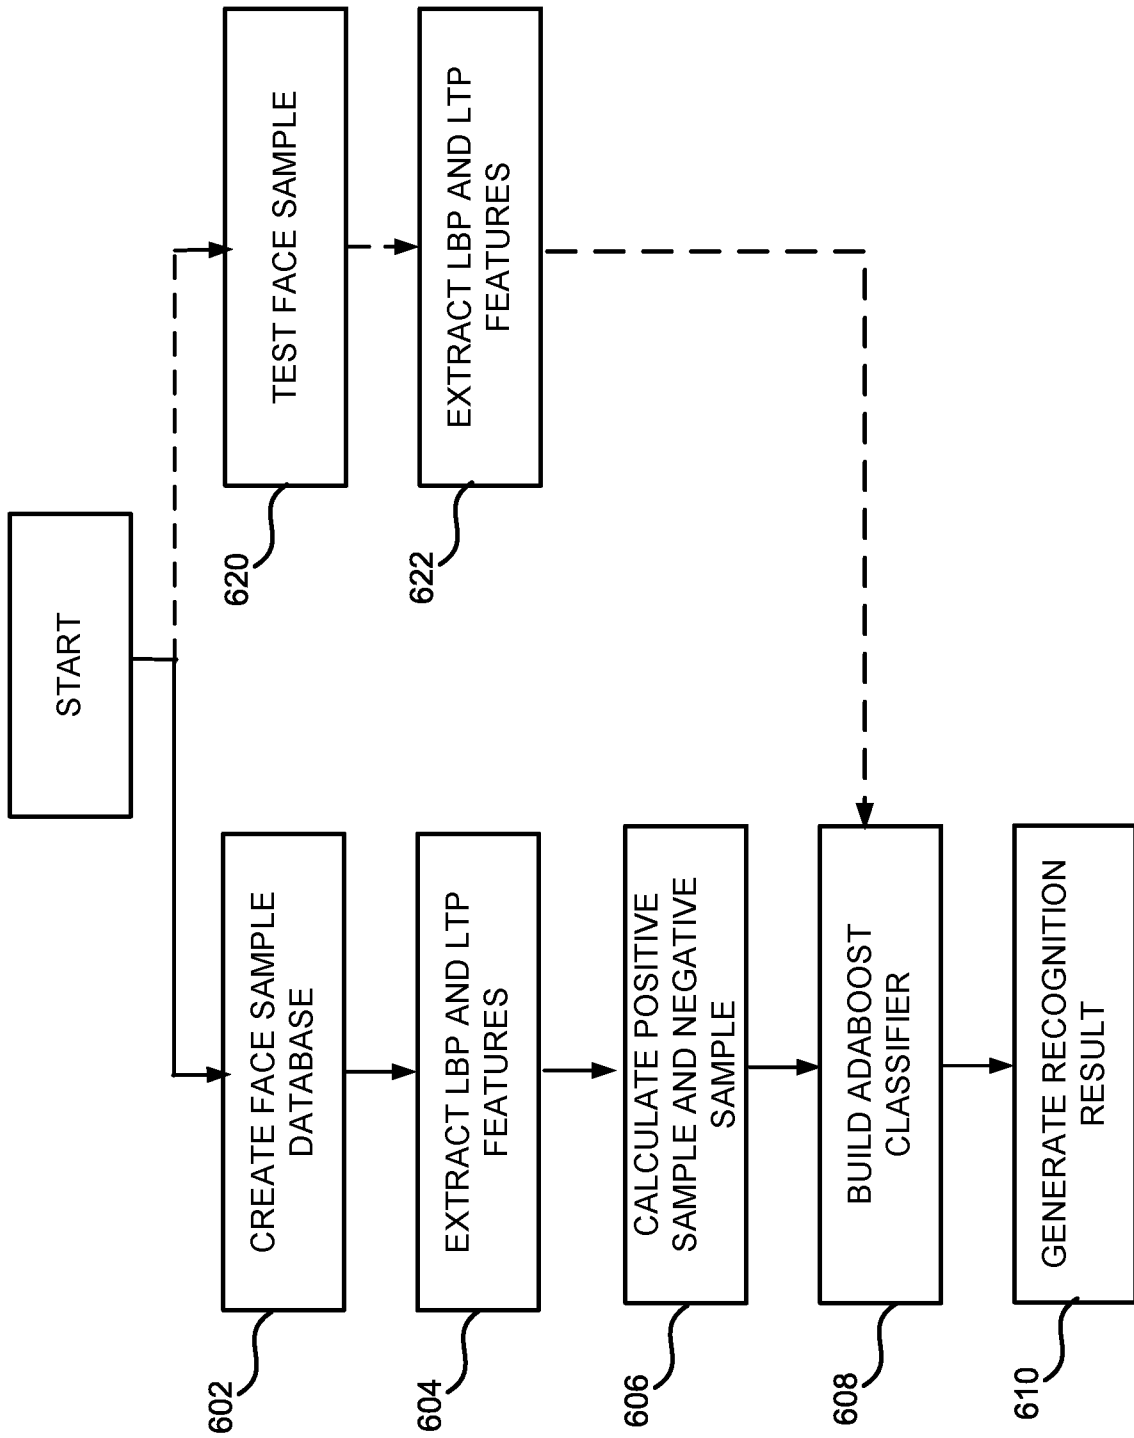 START
CREATE FACE SAMPLE
DATABASE
602
EXTRACT LBP AND LTP
FEATURES
604
CALCULATE POSITIVE
SAMPLE AND NEGATIVE
SAMPLE
606
BUILD ADABOOST
CLASSIFIER
608
GENERATE RECOGNITION
RESULT
610
TEST FACE SAMPLE
620
EXTRACT LBP AND LTP
FEATURES
622